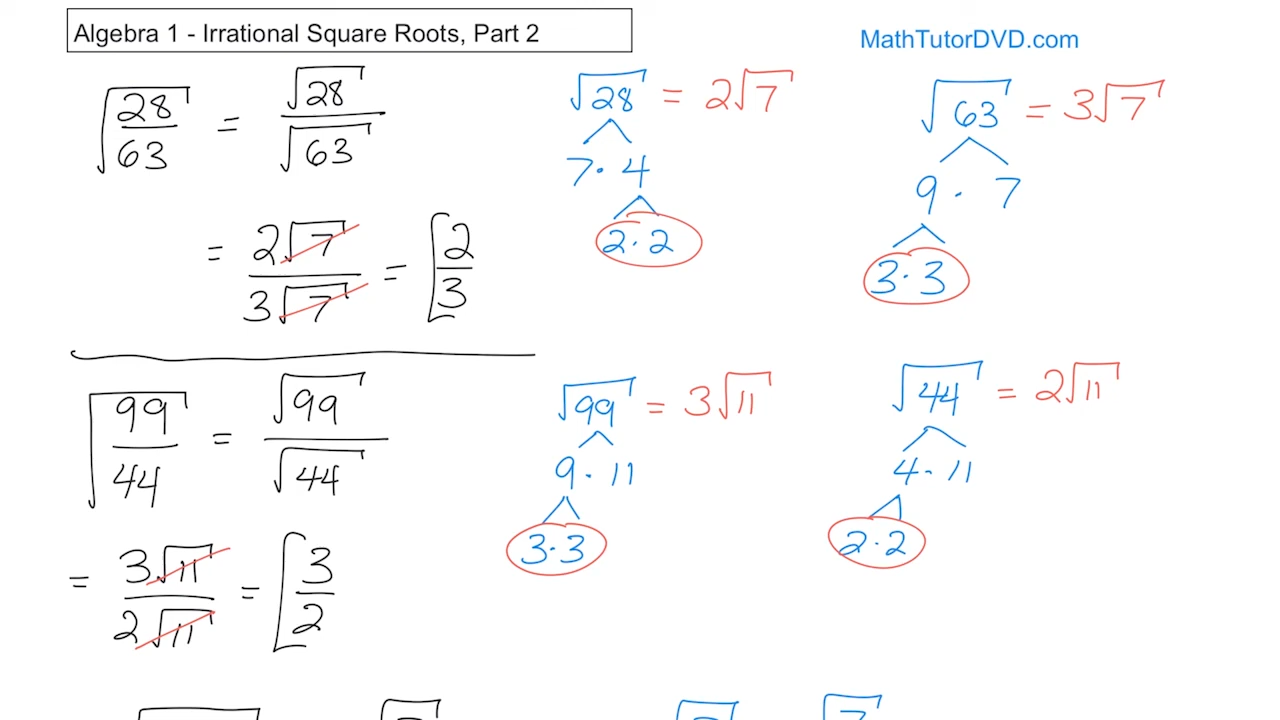 Algebra 1 - Irrational Square Roots, Part 2
MathTutorDVD.com
√(28/63) = √28/√63
= 2√7/3√7 = [2/3
√28 = 2√7
7·4
2·2
√63 = 3√7
9·7
3·3
√(99/44) = √99/√44
= 3√11/2√11 = [3/2
√99 = 3√11
9·11
3·3
√44 = 2√11
4·11
2·2